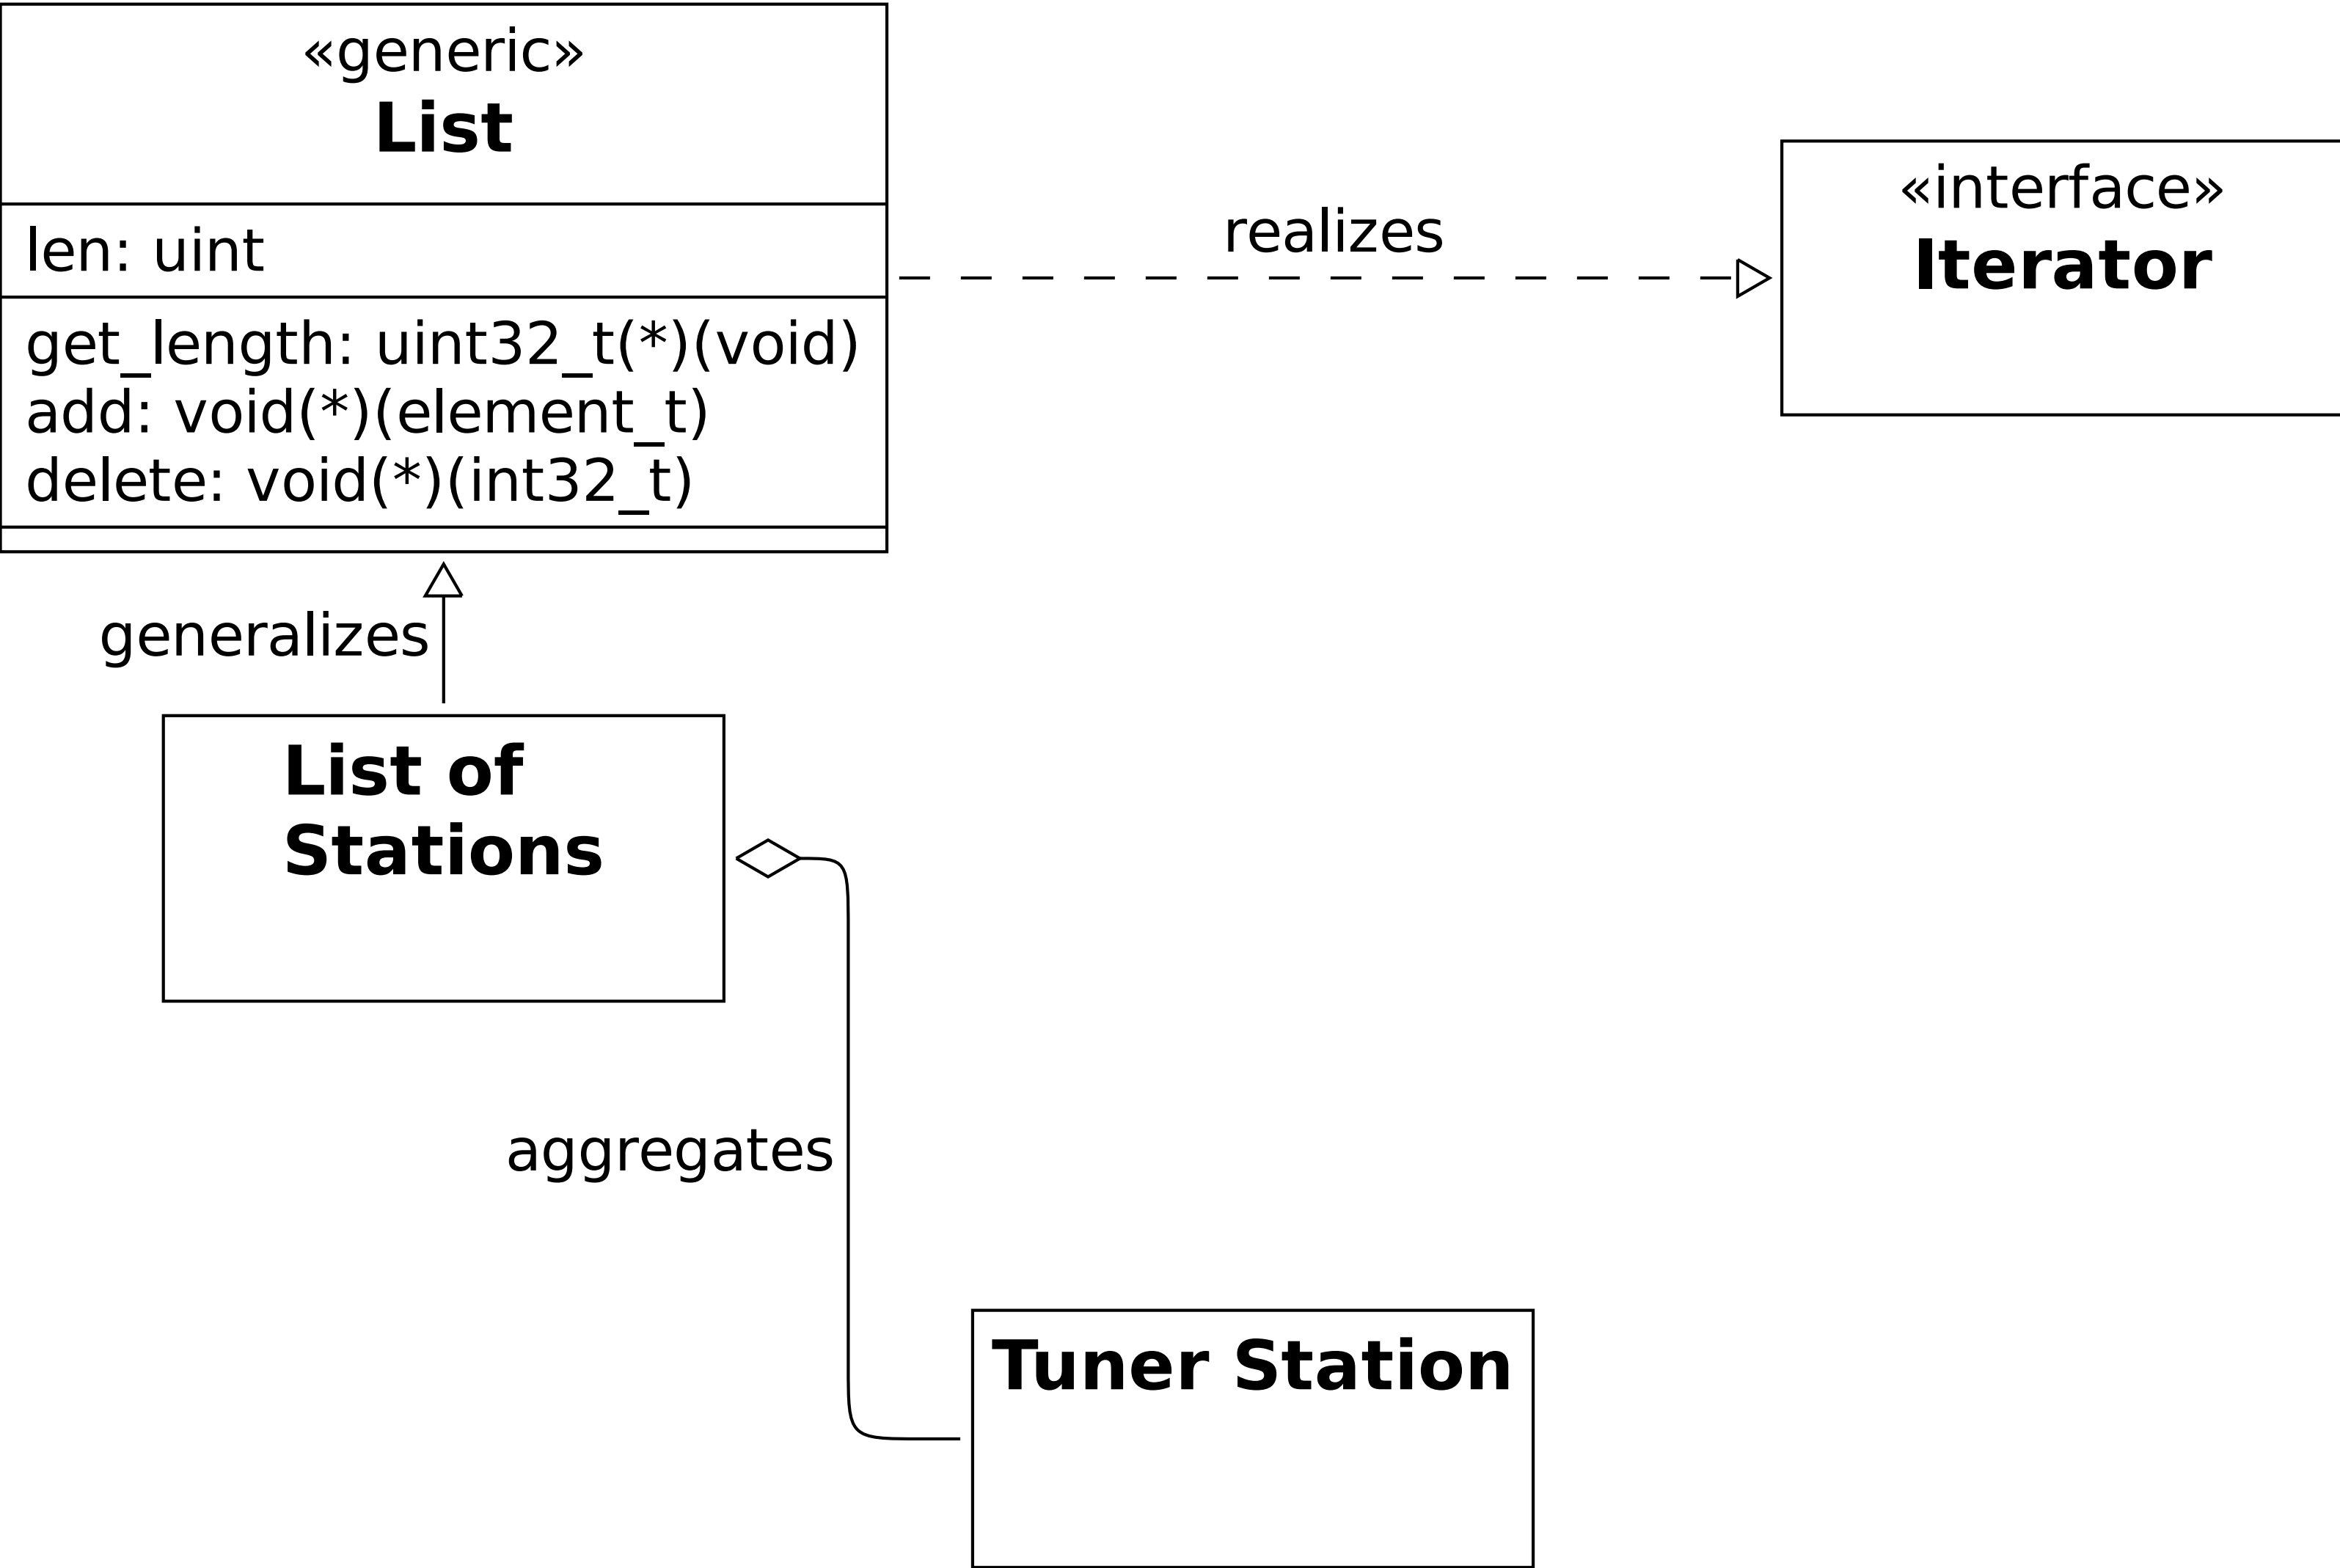 «generic»
List
len: uint
get_length: uint32_t(*)(void)
add: void(*)(element_t)
delete: void(*)(int32_t)
realizes
«interface»
Iterator
generalizes
List of
Stations
aggregates
Tuner Station